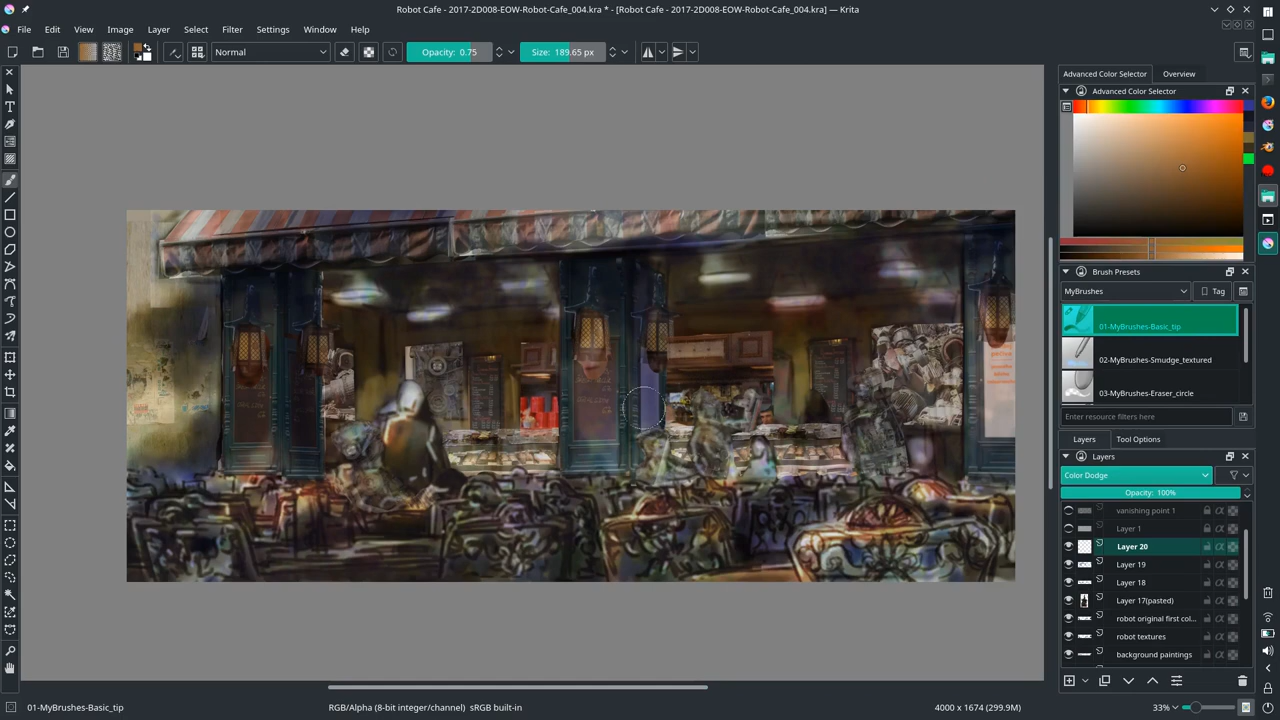 Robot Cafe - 2017-2D008-EOW-Robot-Cafe_004.kra * - [Robot Cafe - 2017-2D008-EOW-Robot-Cafe_004.kra] — Krita
File Edit View Image Layer Select Filter Settings Window Help
Normal Opacity: 0.75 Size: 189.65 px
Advanced Color Selector Overview
Advanced Color Selector
Brush Presets
MyBrushes Tag
01-MyBrushes-Basic_tip
02-MyBrushes-Smudge_textured
03-MyBrushes-Eraser_circle
Enter resource filters here
Layers Tool Options
Layers
Color Dodge
Opacity: 100%
vanishing point 1
Layer 1
Layer 20
Layer 19
Layer 18
Layer 17(pasted)
robot original first col...
robot textures
background paintings
01-MyBrushes-Basic_tip RGB/Alpha (8-bit integer/channel) sRGB built-in 4000 x 1674 (299.9M) 33%